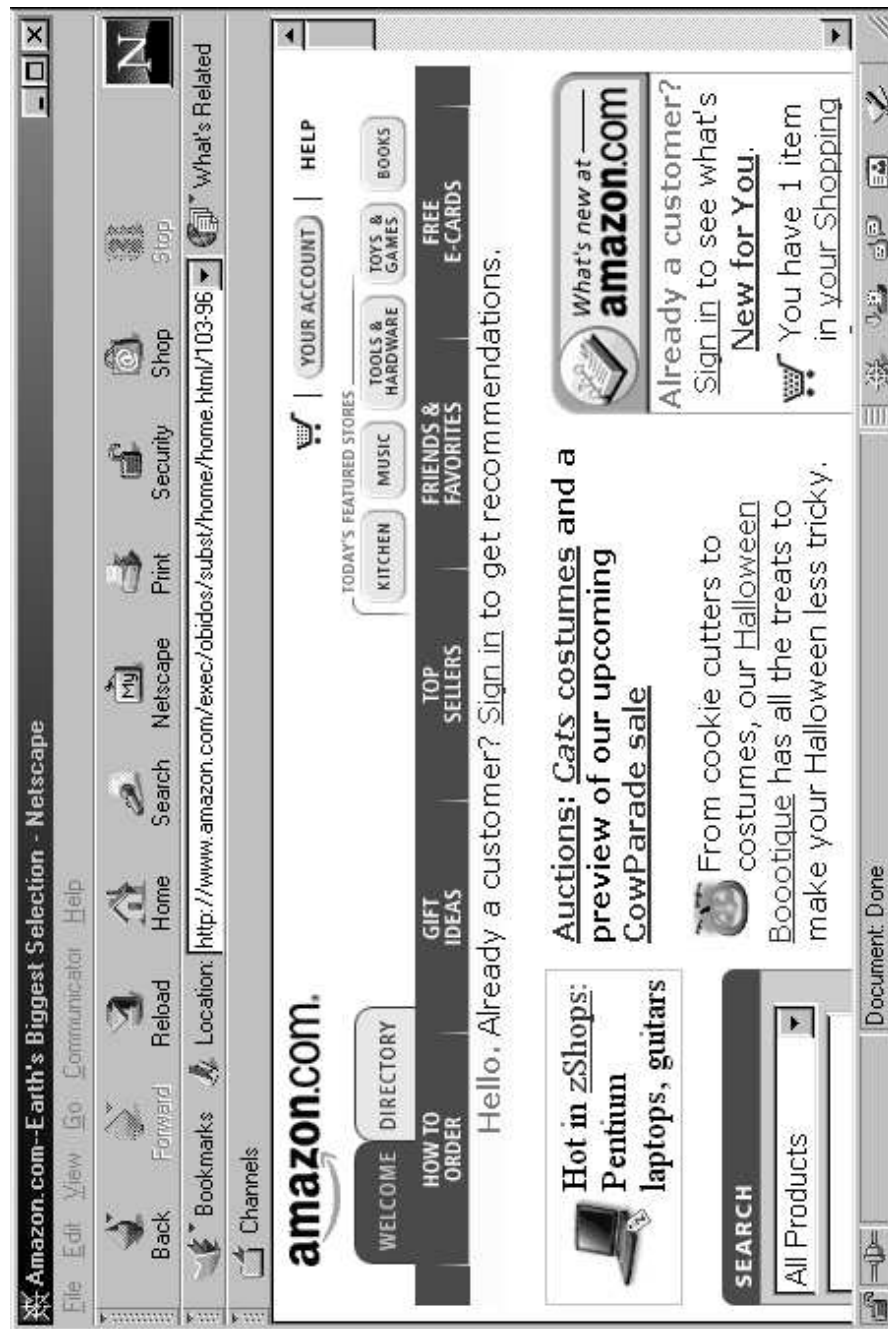 Amazon.com--Earth's Biggest Selection - Netscape
File Edit View Go Communicator Help
Back Forward Reload Home Search Netscape Print Security Shop Stop
My
N
Bookmarks Location: http://www.amazon.com/exec/obidos/subst/home/home.html/103-96 What's Related
Channels
amazon.com.
YOUR ACCOUNT | HELP
WELCOME DIRECTORY
TODAY'S FEATURED STORES
KITCHEN MUSIC TOOLS & HARDWARE TOYS & GAMES BOOKS
HOW TO ORDER GIFT IDEAS TOP SELLERS FRIENDS & FAVORITES FREE E-CARDS
Hello. Already a customer? Sign in to get recommendations.
Hot in zShops:
Pentium
laptops, guitars
SEARCH
All Products
Auctions: Cats costumes and a
preview of our upcoming
CowParade sale
From cookie cutters to
costumes, our Halloween
Boootique has all the treats to
make your Halloween less tricky.
What's new at
amazon.com
Already a customer?
Sign in to see what's
New for You.
You have 1 item
in your Shopping
Document: Done